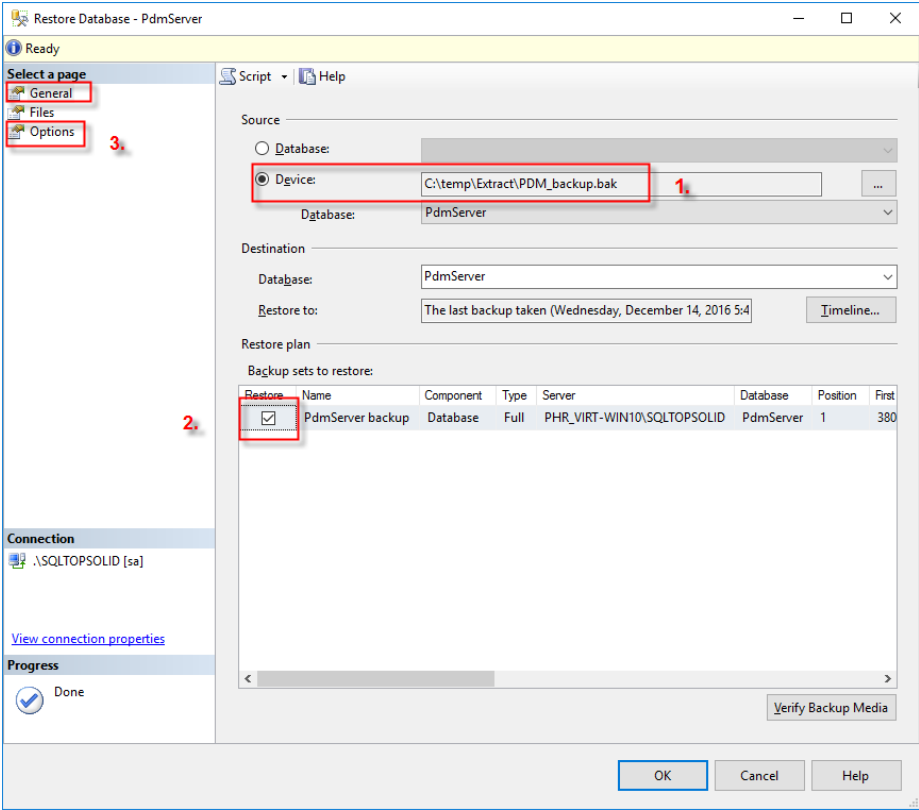 Restore Database - PdmServer
Ready
Select a page
General
Files
Options
3.
Script
Help
Source
Database:
Device:
C:\temp\Extract\PDM_backup.bak
1.
...
Database:
PdmServer
Destination
Database:
PdmServer
Restore to:
The last backup taken (Wednesday, December 14, 2016 5:4
Timeline...
Restore plan
Backup sets to restore:
Restore Name Component Type Server Database Position First
2.
PdmServer backup Database Full PHR_VIRT-WIN10\SQLTOPSOLID PdmServer 1 380
Connection
.\SQLTOPSOLID [sa]
View connection properties
Progress
Done
Verify Backup Media
OK
Cancel
Help